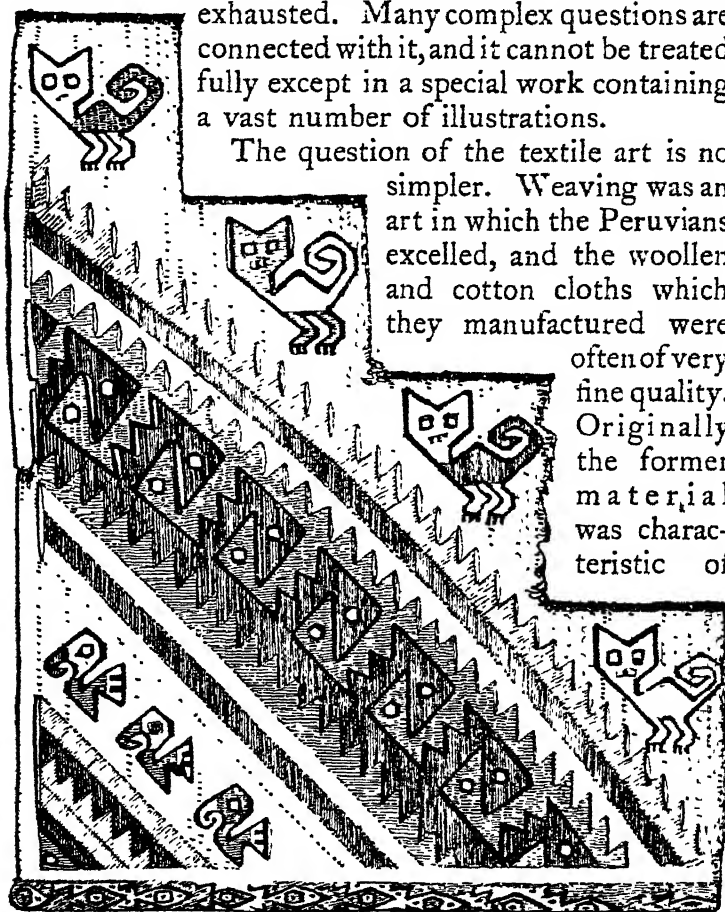 exhausted. Many complex questions are
connected with it, and it cannot be treated
fully except in a special work containing
a vast number of illustrations.
The question of the textile art is no
simpler. Weaving was an
art in which the Peruvians
excelled, and the woollen
and cotton cloths which
they manufactured were
often of very
fine quality.
Originally
the former
material
was charac-
teristic of